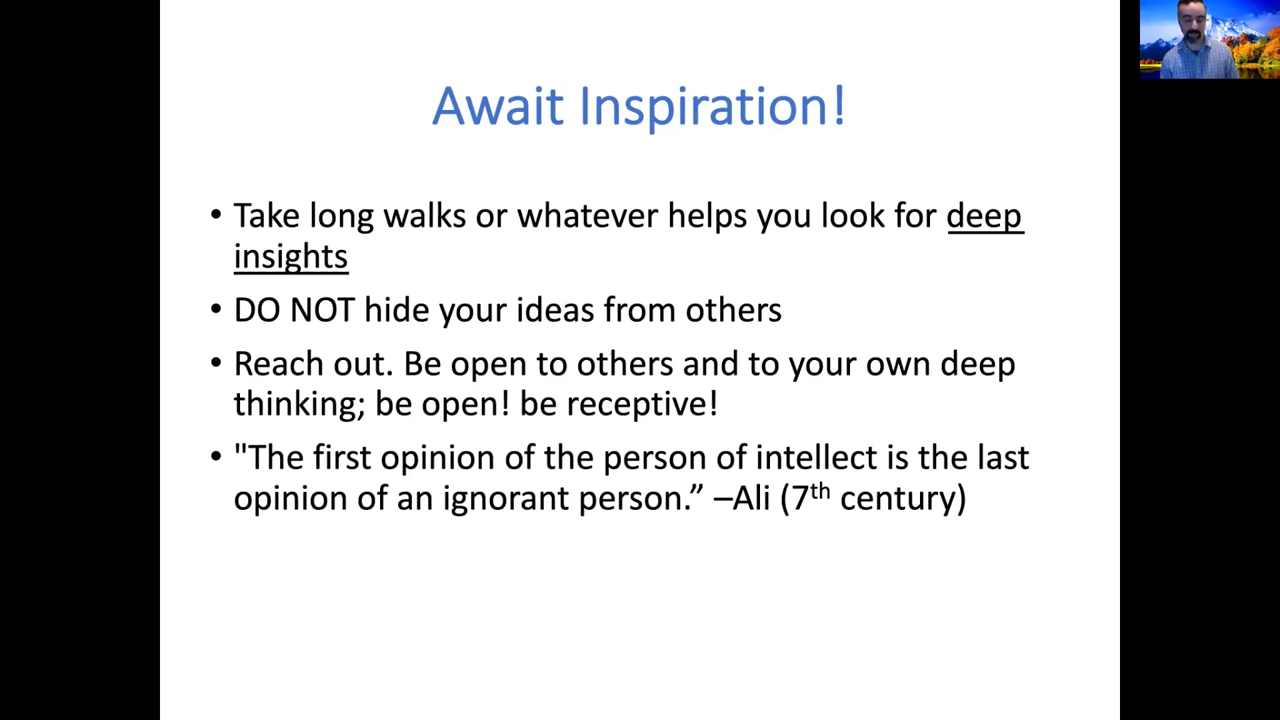 Await Inspiration!
• Take long walks or whatever helps you look for deep
insights
• DO NOT hide your ideas from others
• Reach out. Be open to others and to your own deep
thinking; be open! be receptive!
• "The first opinion of the person of intellect is the last
opinion of an ignorant person.” –Ali (7th century)